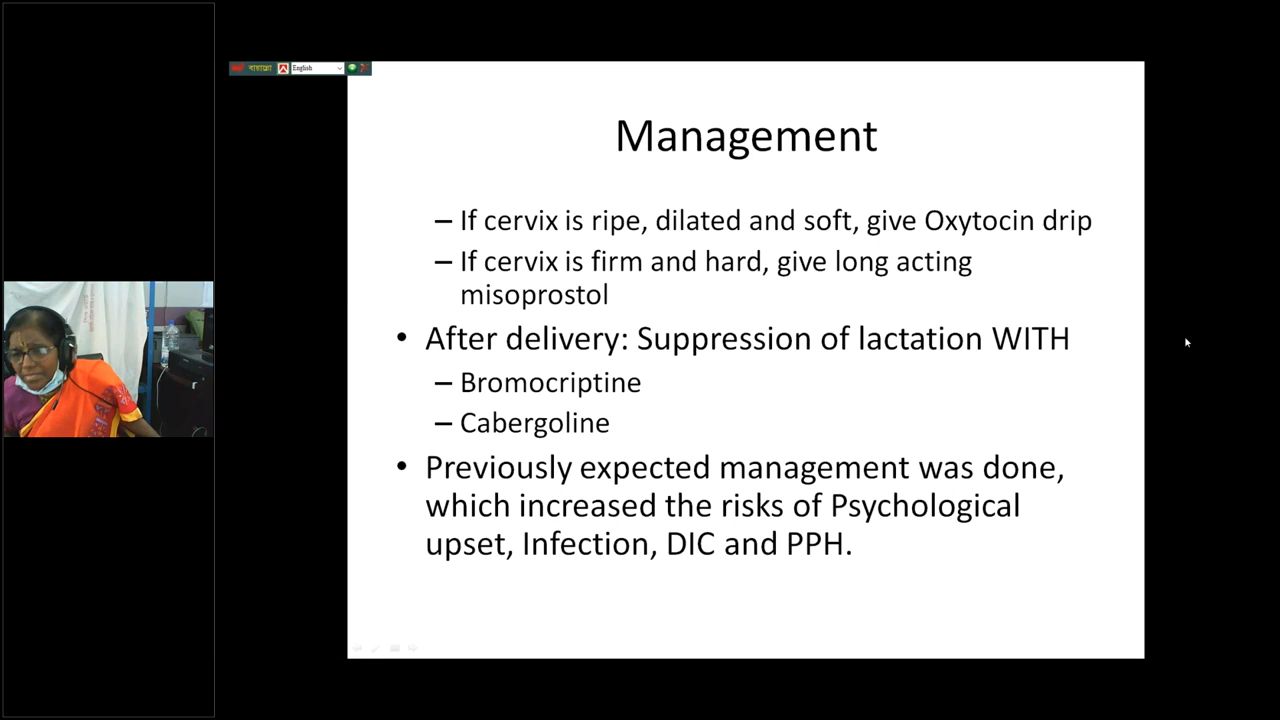 English
Management
– If cervix is ripe, dilated and soft, give Oxytocin drip
– If cervix is firm and hard, give long acting
misoprostol
• After delivery: Suppression of lactation WITH
– Bromocriptine
– Cabergoline
• Previously expected management was done,
which increased the risks of Psychological
upset, Infection, DIC and PPH.